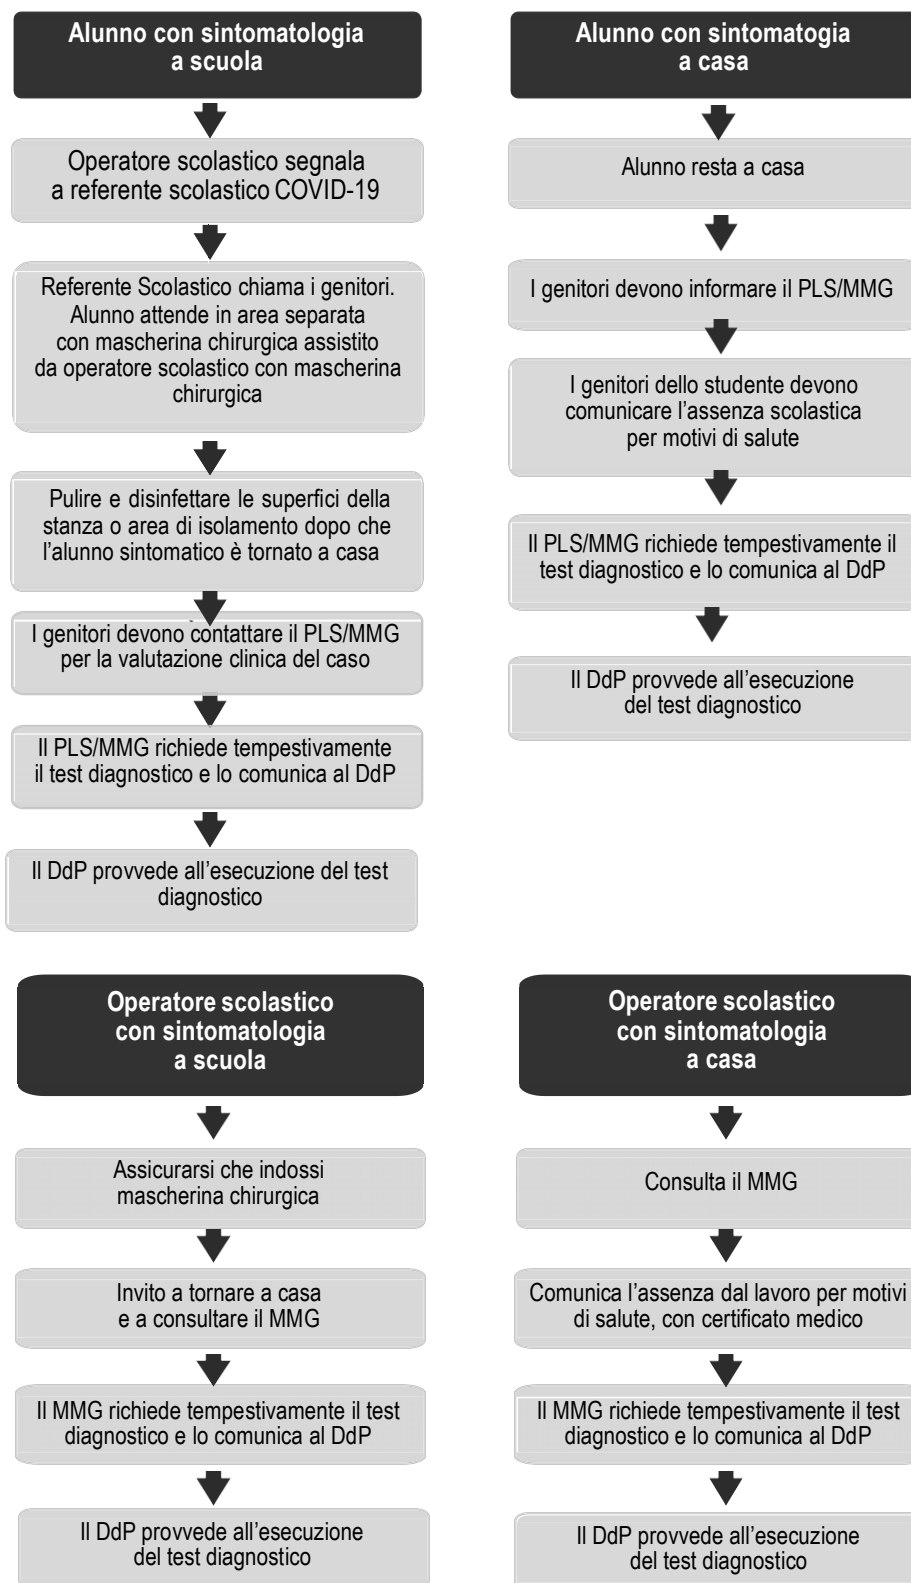 Alunno con sintomatologia
a scuola
Operatore scolastico segnala
a referente scolastico COVID-19
Referente Scolastico chiama i genitori.
Alunno attende in area separata
con mascherina chirurgica assistito
da operatore scolastico con mascherina
chirurgica
Pulire e disinfettare le superfici della
stanza o area di isolamento dopo che
l’alunno sintomatico è tornato a casa
I genitori devono contattare il PLS/MMG
per la valutazione clinica del caso
Il PLS/MMG richiede tempestivamente
il test diagnostico e lo comunica al DdP
Il DdP provvede all’esecuzione del test
diagnostico
Alunno con sintomatogia
a casa
Alunno resta a casa
I genitori devono informare il PLS/MMG
I genitori dello studente devono
comunicare l’assenza scolastica
per motivi di salute
Il PLS/MMG richiede tempestivamente il
test diagnostico e lo comunica al DdP
Il DdP provvede all’esecuzione
del test diagnostico
Operatore scolastico
con sintomatologia
a scuola
Assicurarsi che indossi
mascherina chirurgica
Invito a tornare a casa
e a consultare il MMG
Il MMG richiede tempestivamente il test
diagnostico e lo comunica al DdP
Il DdP provvede all’esecuzione
del test diagnostico
Operatore scolastico
con sintomatologia
a casa
Consulta il MMG
Comunica l’assenza dal lavoro per motivi
di salute, con certificato medico
Il MMG richiede tempestivamente il test
diagnostico e lo comunica al DdP
Il DdP provvede all’esecuzione
del test diagnostico